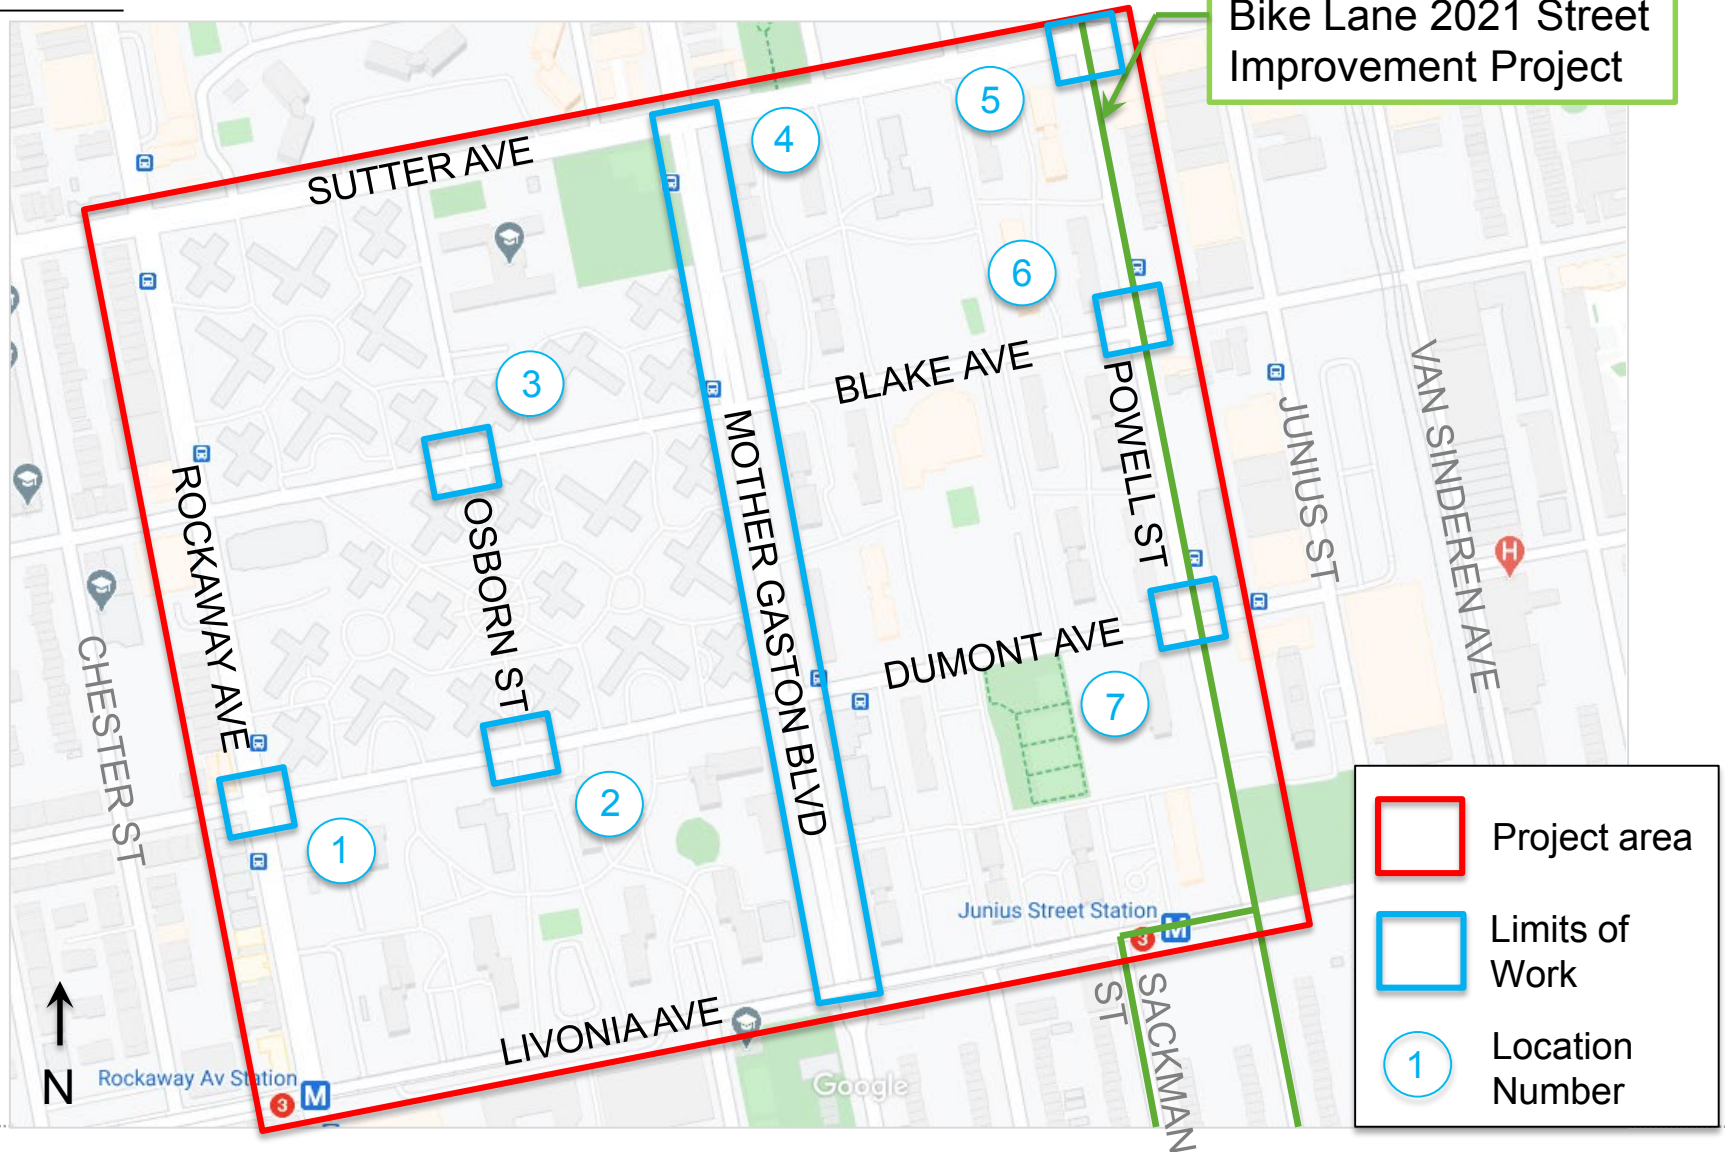 Bike Lane 2021 Street
Improvement Project
5
4
SUTTER AVE
6
3
BLAKE AVE
POWELL ST
JUNIUS ST
VAN SINDEREN AVE
MOTHER GASTON BLVD
ROCKAWAY AVE
OSBORN ST
H
CHESTER ST
DUMONT AVE
7
2
1
Project area
Junius Street Station
3
M
Limits of
Work
SACKMAN
ST
LIVONIA AVE
1
Location
Number
N
Rockaway Av Station
3
M
Google